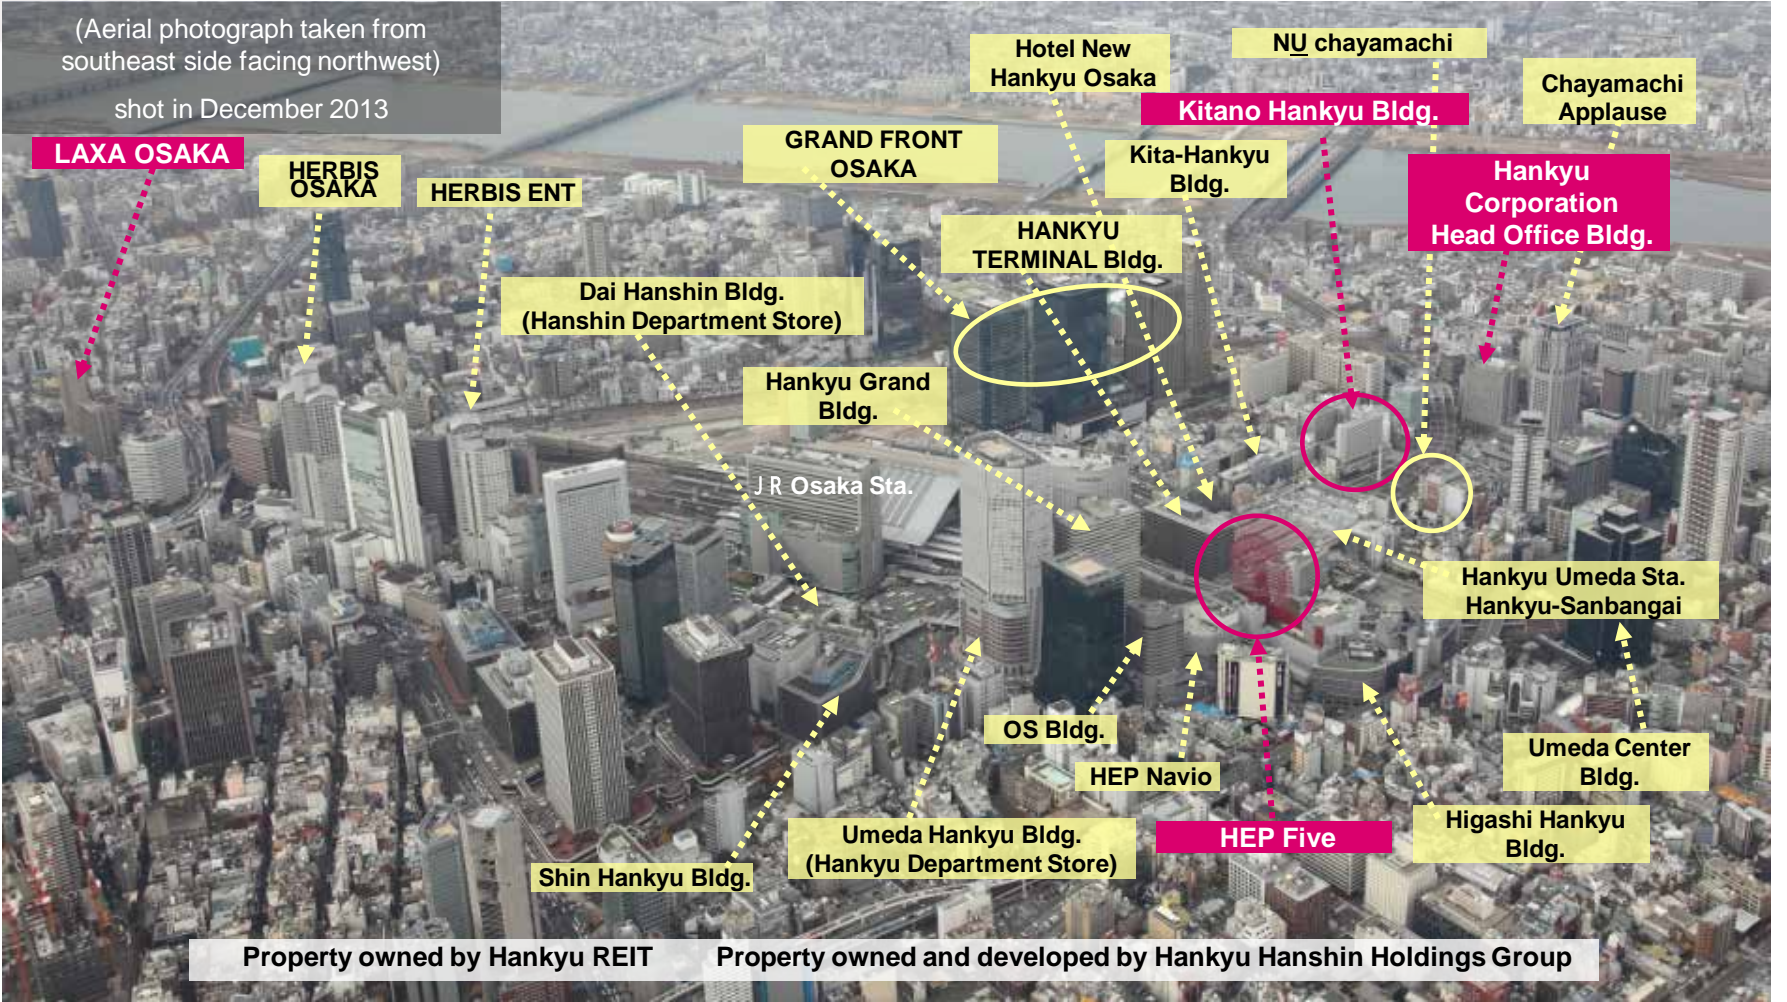 (Aerial photograph taken from
southeast side facing northwest)
shot in December 2013
LAXA OSAKA
HERBIS
OSAKA
HERBIS ENT
Dai Hanshin Bldg.
(Hanshin Department Store)
GRAND FRONT
OSAKA
Hotel New
Hankyu Osaka
HANKYU
TERMINAL Bldg.
Hankyu Grand
Bldg.
NU chayamachi
Kitano Hankyu Bldg.
Kita-Hankyu
Bldg.
Chayamachi
Applause
Hankyu
Corporation
Head Office Bldg.
JR Osaka Sta.
Hankyu Umeda Sta.
Hankyu-Sanbangai
OS Bldg.
HEP Navio
Umeda Center
Bldg.
Umeda Hankyu Bldg.
(Hankyu Department Store)
HEP Five
Higashi Hankyu
Bldg.
Shin Hankyu Bldg.
Property owned by Hankyu REIT
Property owned and developed by Hankyu Hanshin Holdings Group